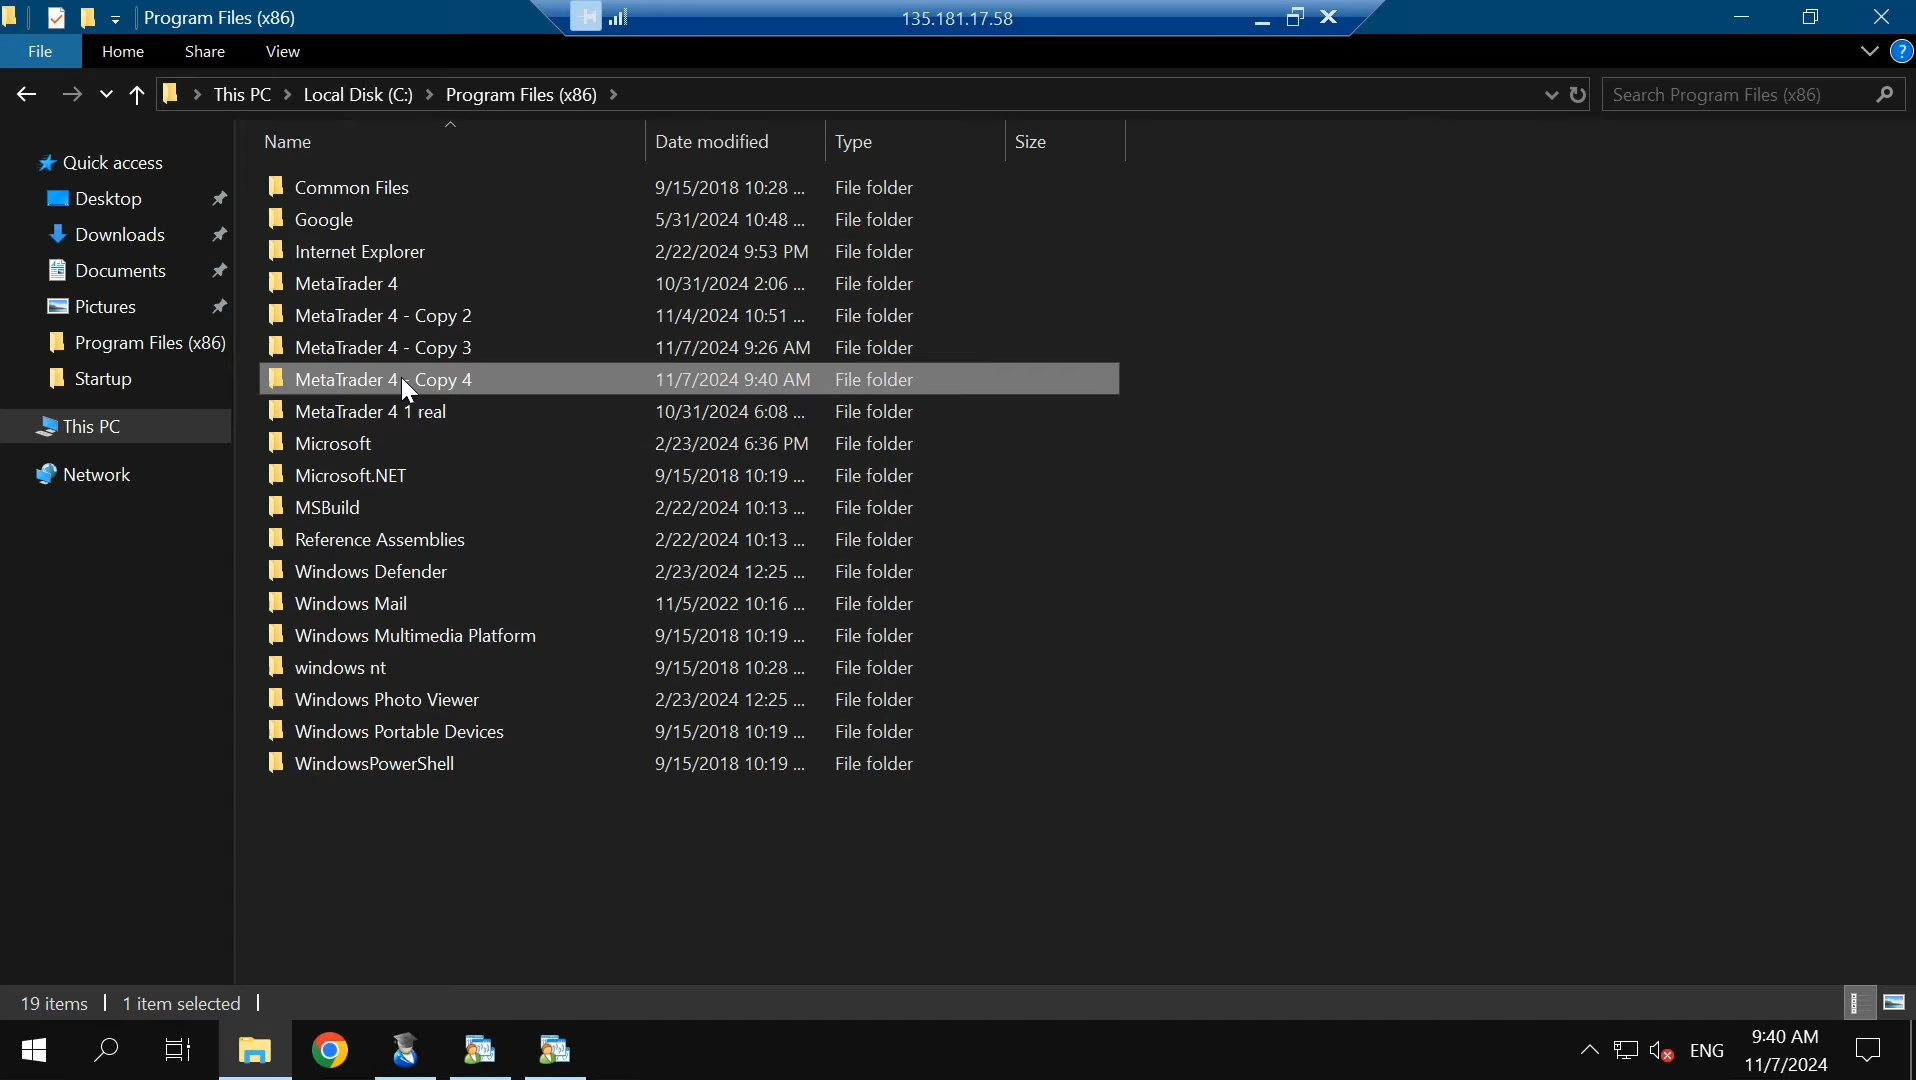 Program Files (x86)
135.181.17.58
File Home Share View
This PC Local Disk (C:) Program Files (x86)
Search Program Files (x86)
Name Date modified Type Size
Quick access
Desktop
Downloads
Documents
Pictures
Program Files (x86)
Startup
This PC
Network
Common Files 9/15/2018 10:28 ... File folder
Google 5/31/2024 10:48 ... File folder
Internet Explorer 2/22/2024 9:53 PM File folder
MetaTrader 4 10/31/2024 2:06 ... File folder
MetaTrader 4 - Copy 2 11/4/2024 10:51 ... File folder
MetaTrader 4 - Copy 3 11/7/2024 9:26 AM File folder
MetaTrader 4 - Copy 4 11/7/2024 9:40 AM File folder
MetaTrader 4 1 real 10/31/2024 6:08 ... File folder
Microsoft 2/23/2024 6:36 PM File folder
Microsoft.NET 9/15/2018 10:19 ... File folder
MSBuild 2/22/2024 10:13 ... File folder
Reference Assemblies 2/22/2024 10:13 ... File folder
Windows Defender 2/23/2024 12:25 ... File folder
Windows Mail 11/5/2022 10:16 ... File folder
Windows Multimedia Platform 9/15/2018 10:19 ... File folder
windows nt 9/15/2018 10:28 ... File folder
Windows Photo Viewer 2/23/2024 12:25 ... File folder
Windows Portable Devices 9/15/2018 10:19 ... File folder
WindowsPowerShell 9/15/2018 10:19 ... File folder
19 items 1 item selected
ENG
9:40 AM
11/7/2024